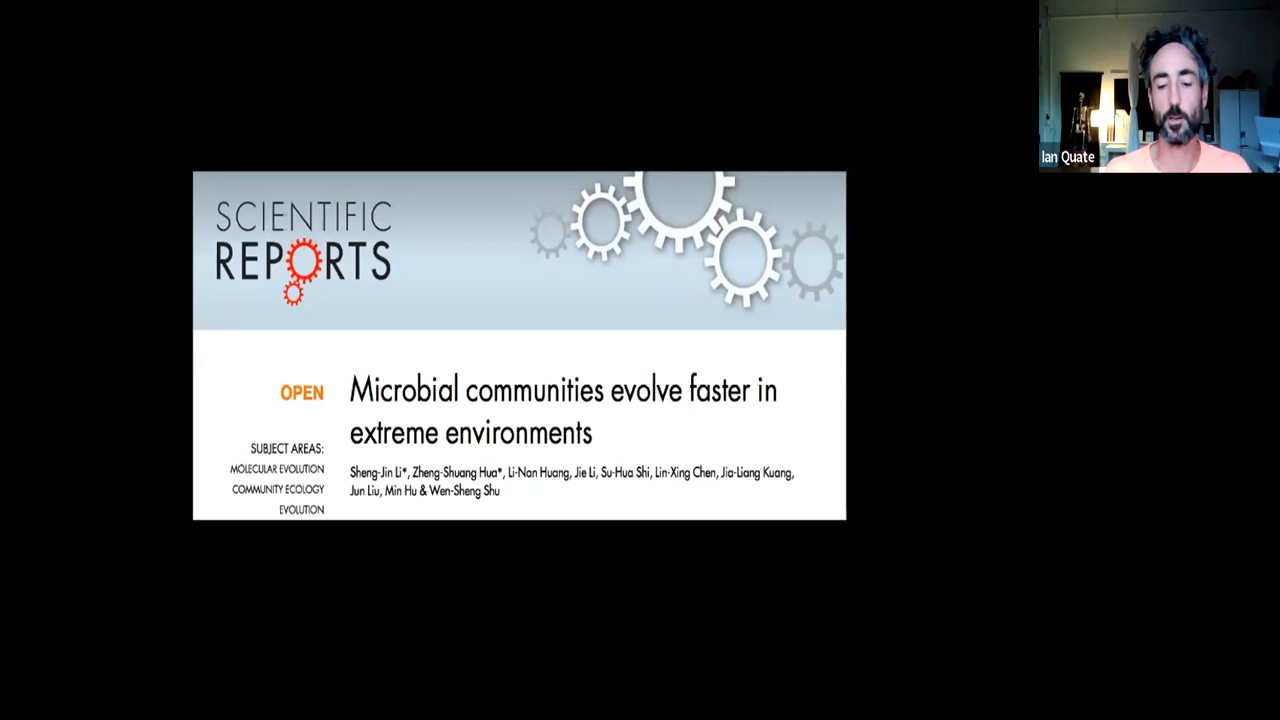 Ian Quate
SCIENTIFIC
REPORTS
OPEN
Microbial communities evolve faster in
extreme environments
SUBJECT AREAS:
MOLECULAR EVOLUTION
COMMUNITY ECOLOGY
EVOLUTION
Sheng-Jin Li*, Zheng-Shuang Hua*, Li-Nan Huang, Jie Li, Su-Hua Shi, Lin-Xing Chen, Jia-Liang Kuang,
Jun Liu, Min Hu & Wen-Sheng Shu